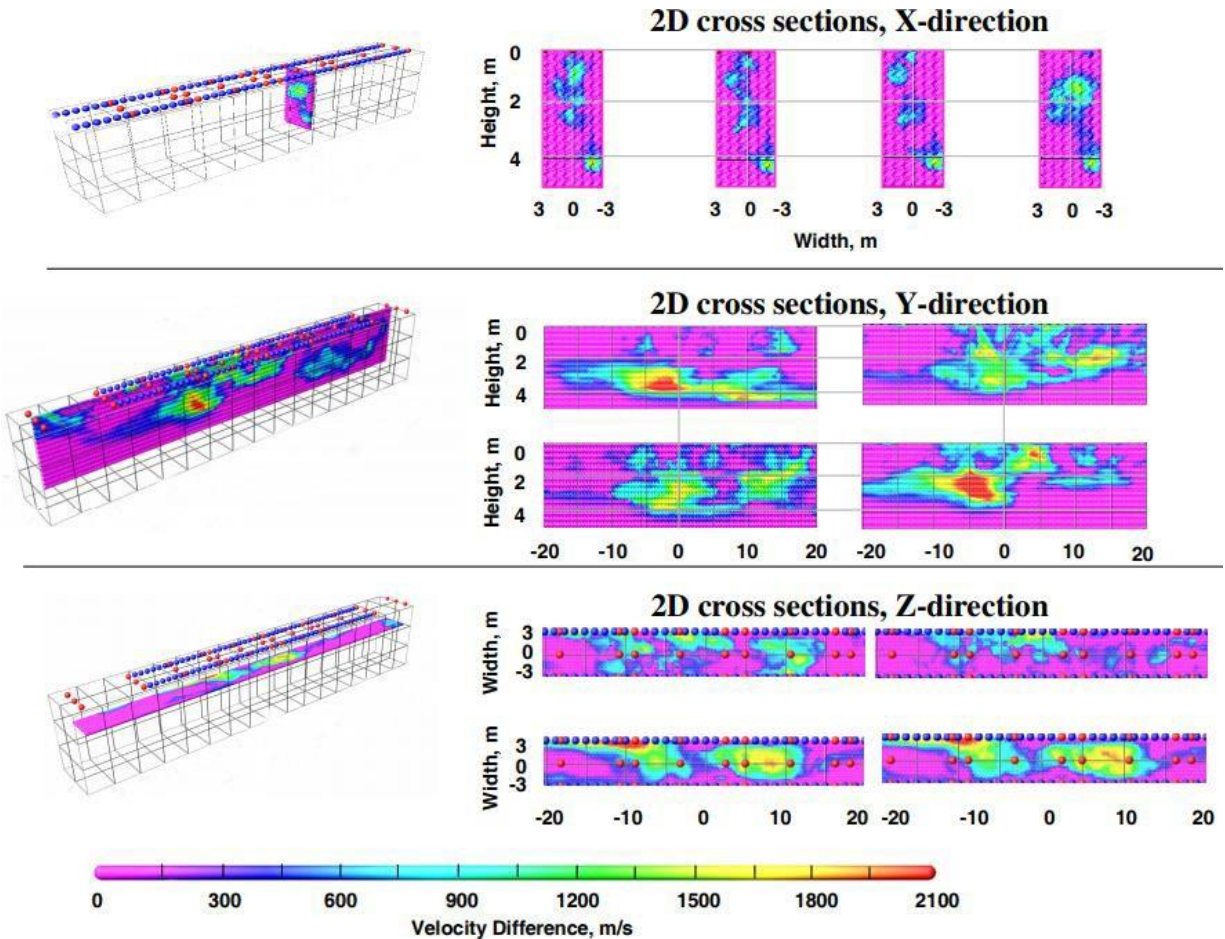 2D cross sections, X-direction
Height, m
0
2
4
3 0 -3 3 0 -3 3 0 -3 3 0 -3
Width, m
2D cross sections, Y-direction
Height, m
0
2
4
Height, m
0
2
4
-20 -10 0 10 20 -20 -10 0 10 20
2D cross sections, Z-direction
Width, m
3
0
-3
Width, m
3
0
-3
-20 -10 0 10 20 -20 -10 0 10 20
0 300 600 900 1200 1500 1800 2100
Velocity Difference, m/s